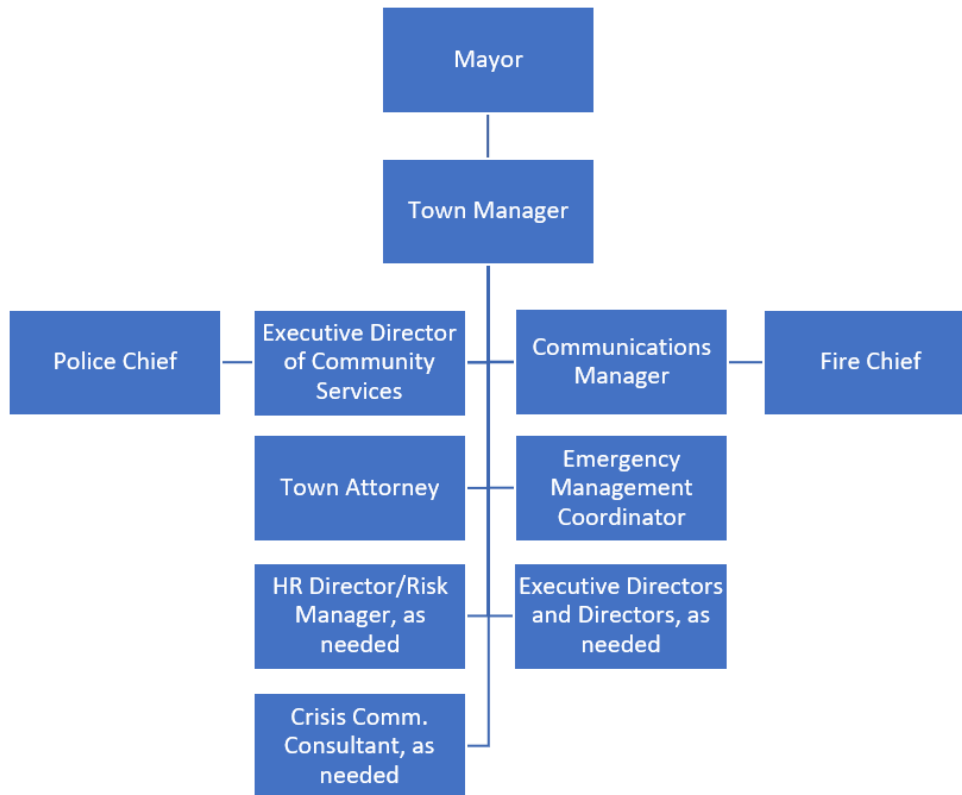 Mayor
Town Manager
Police Chief
Executive Director
of Community
Services
Communications
Manager
Fire Chief
Town Attorney
Emergency
Management
Coordinator
HR Director/Risk
Manager, as
needed
Executive Directors
and Directors, as
needed
Crisis Comm.
Consultant, as
needed